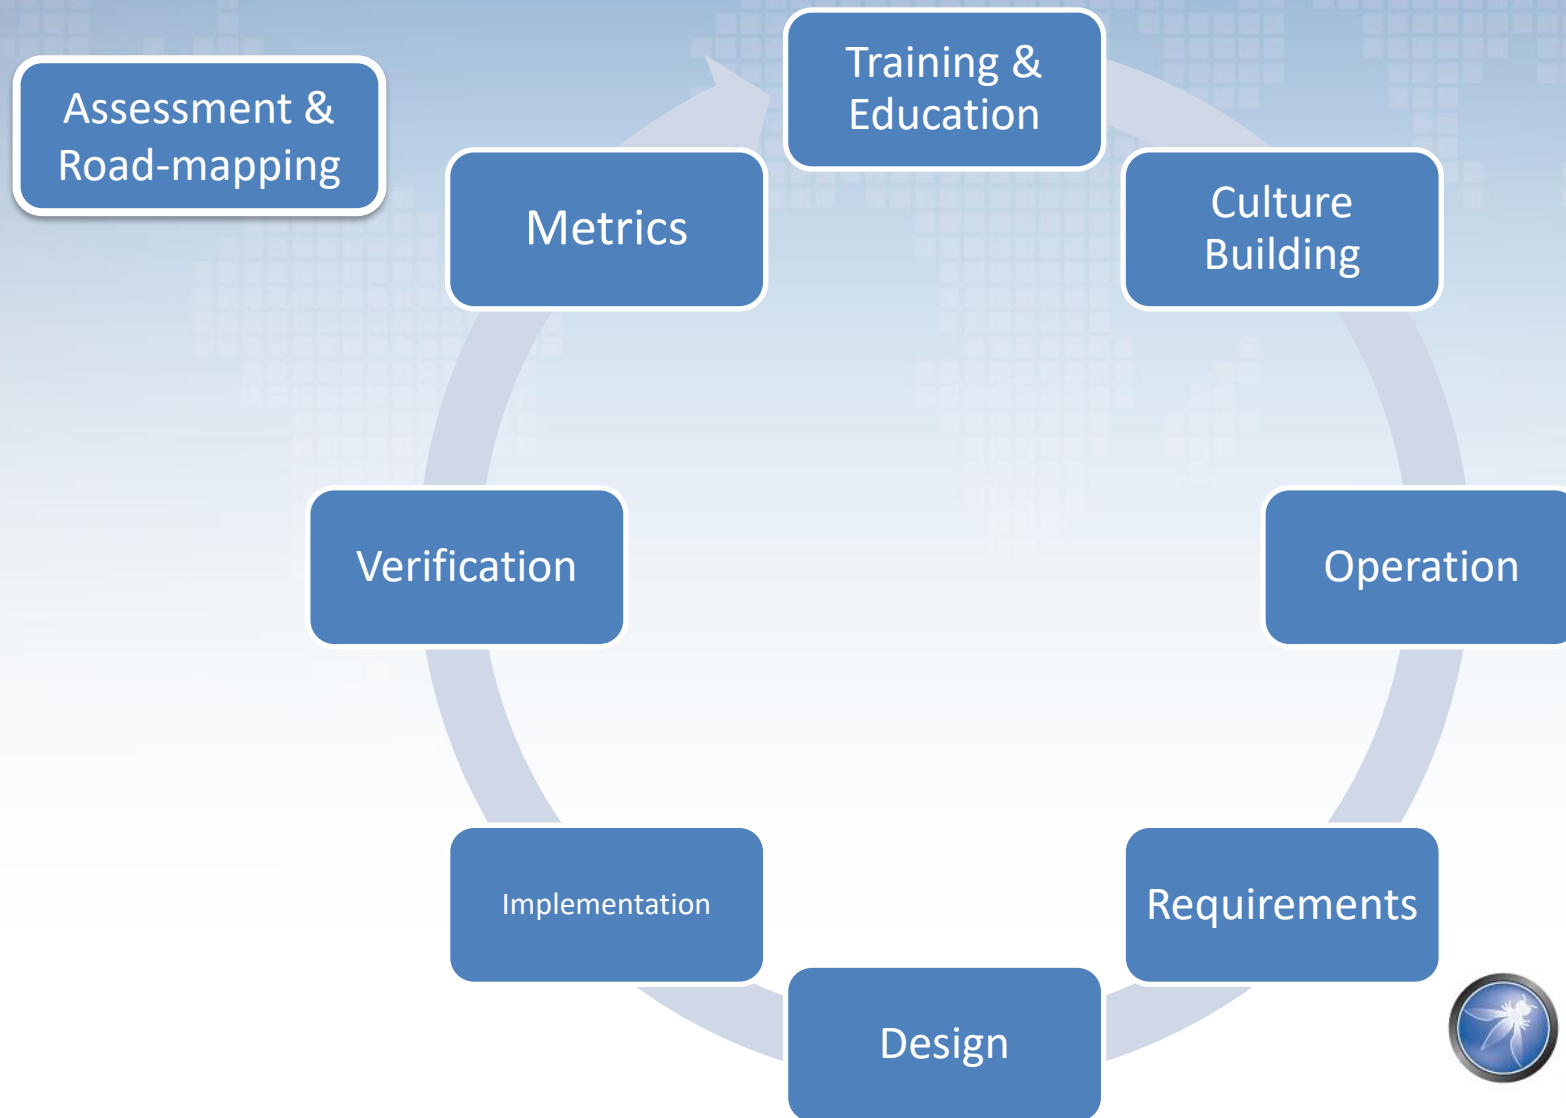 Assessment &
Road-mapping
Training &
Education
Culture
Building
Operation
Requirements
Design
Implementation
Verification
Metrics